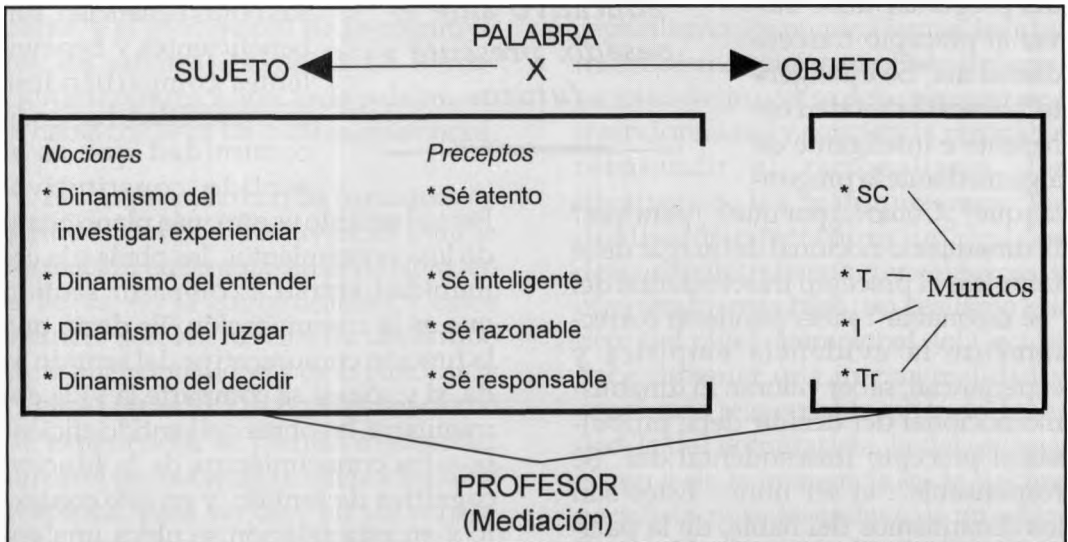 PALABRA
SUJETO X OBJETO
Nociones Preceptos
* Dinamismo del * Sé atento * SC
investigar, experienciar
* Dinamismo del entender * Sé inteligente * T
Mundos
* Dinamismo del juzgar * Sé razonable * I
* Dinamismo del decidir * Sé responsable * Tr
PROFESOR
(Mediación)